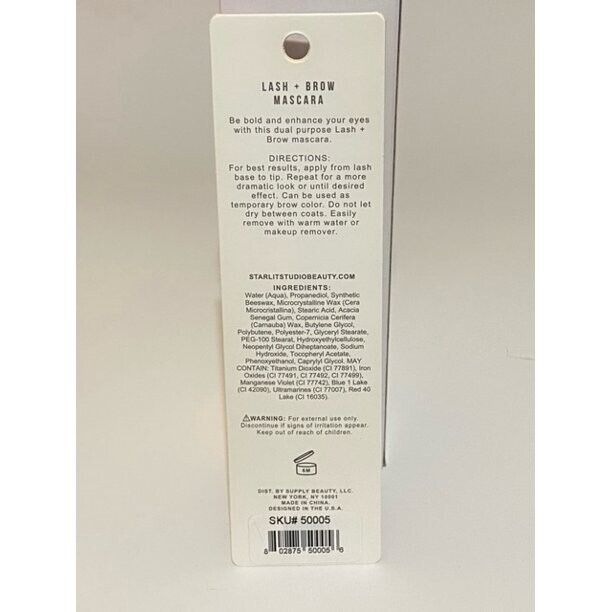 LASH + BROW
MASCARA
Be bold and enhance your eyes
with this dual purpose Lash +
Brow mascara.
DIRECTIONS:
For best results, apply from lash
base to tip. Repeat for a more
dramatic look or until desired
effect. Can be used as
temporary brow color. Do not let
dry between coats. Easily
remove with warm water or
makeup remover.
STARLITSTUDIOBEAUTY.COM
INGREDIENTS:
Water (Aqua), Propanediol, Synthetic
Beeswax, Microcrystalline Wax (Cera
Microcristallina), Stearic Acid, Acacia
Senegal Gum, Copernicia Cerifera
(Carnauba) Wax, Butylene Glycol,
Polybutene, Polyester-7, Glyceryl Stearate,
PEG-100 Stearat, Hydroxyethylcellulose,
Neopentyl Glycol Diheptanoate, Sodium
Hydroxide, Tocopheryl Acetate,
Phenoxyethanol, Caprylyl Glycol, MAY
CONTAIN: Titanium Dioxide (CI 77891), Iron
Oxides (CI 77491, CI 77492, CI 77499),
Manganese Violet (CI 77742), Blue 1 Lake
(CI 42090), Ultramarines (CI 77007), Red 40
Lake (CI 16035).
⚠WARNING: For external use only.
Discontinue if signs of irritation appear.
Keep out of reach of children.
6M
DIST. BY SUPPLY BEAUTY, LLC.
NEW YORK, NY 10001
MADE IN CHINA.
DESIGNED IN THE U.S.A.
SKU# 50005
8 02875 50005 6